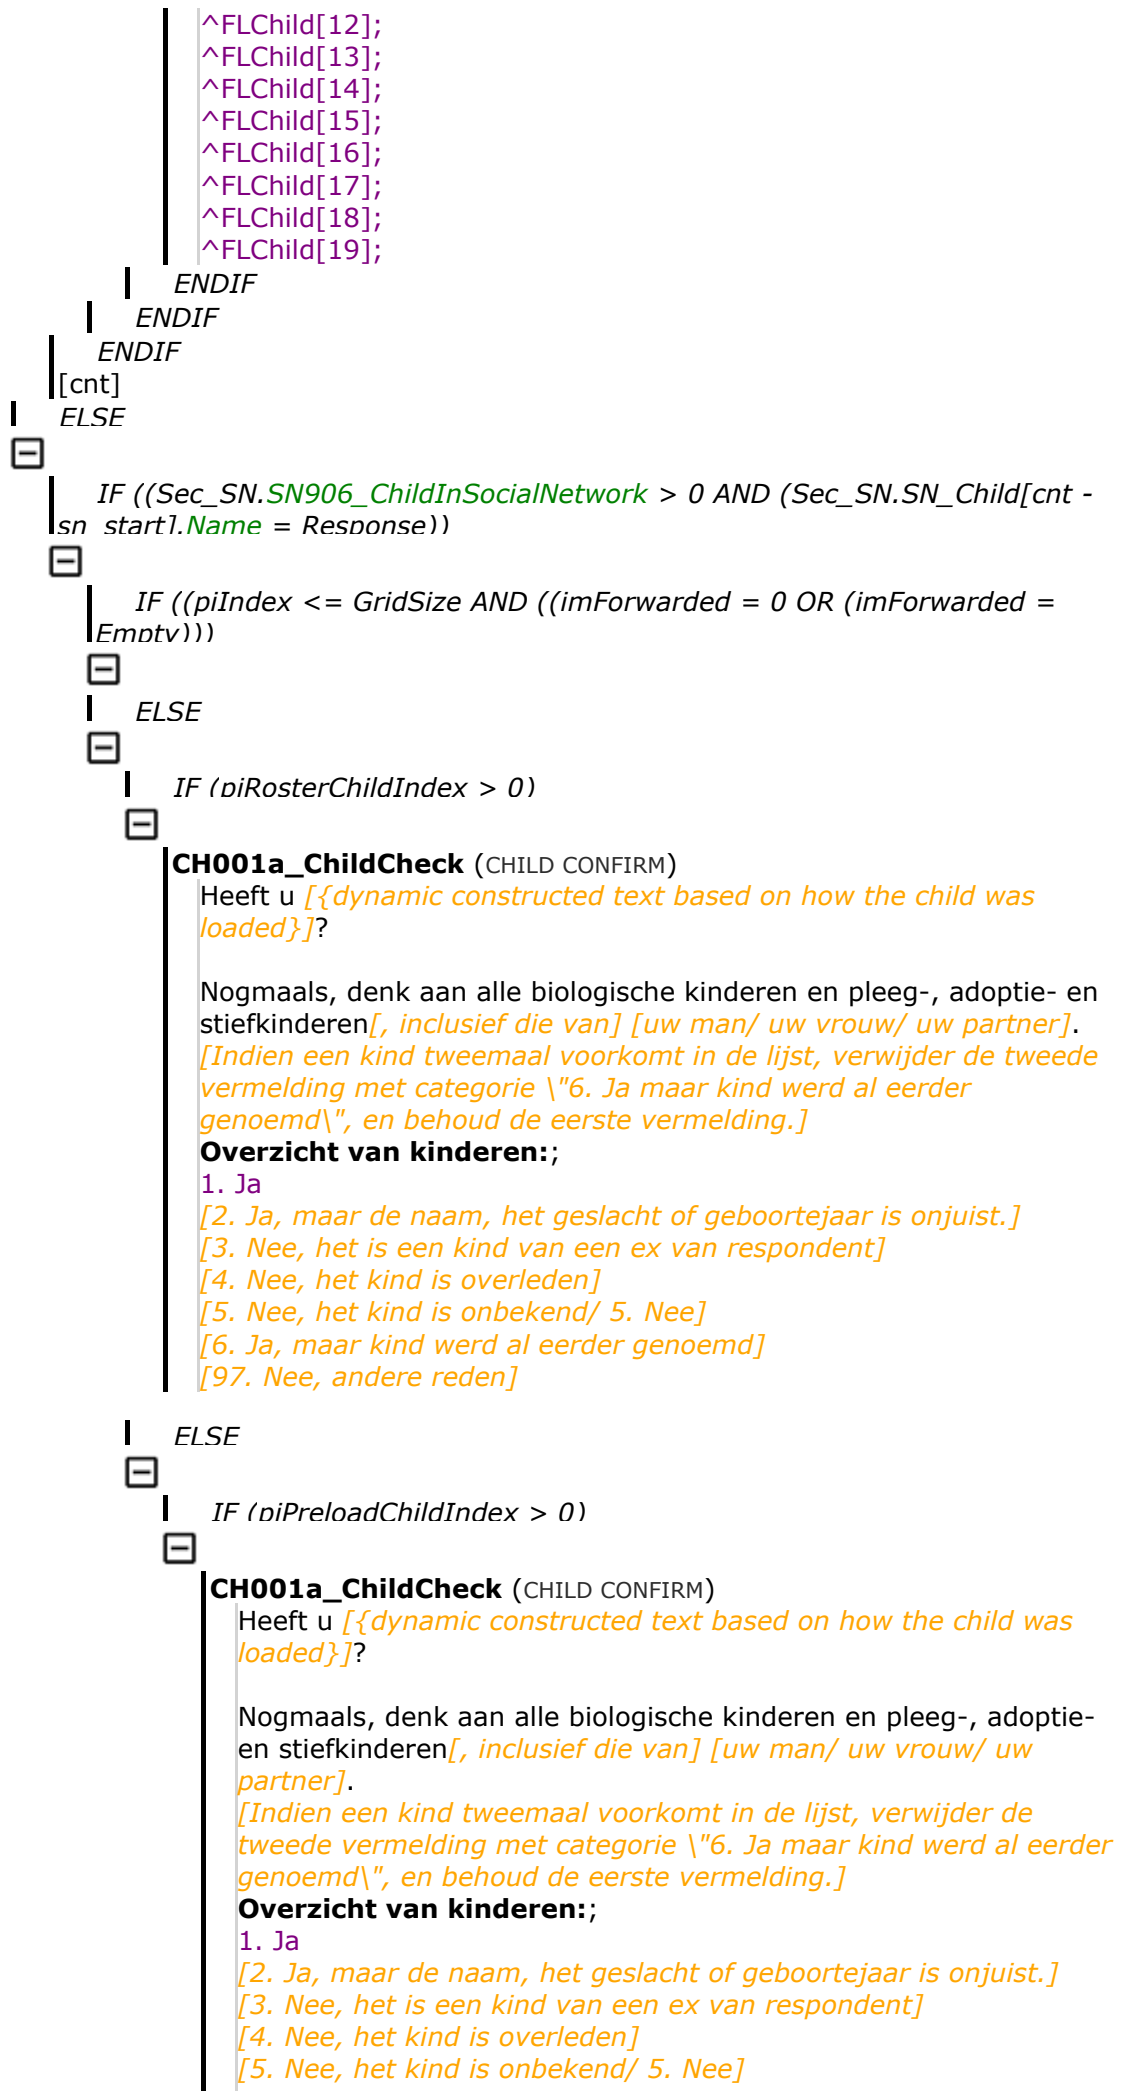 ^FLChild[12];
^FLChild[13];
^FLChild[14];
^FLChild[15];
^FLChild[16];
^FLChild[17];
^FLChild[18];
^FLChild[19];
ENDIF
ENDIF
ENDIF
[cnt]
ELSE
IF ((Sec_SN.SN906_ChildInSocialNetwork > 0 AND (Sec_SN.SN_Child[cnt -
sn_start].Name = Response))
IF ((piIndex <= GridSize AND ((imForwarded = 0 OR (imForwarded =
Empty)))
ELSE
IF (piRosterChildIndex > 0)
CH001a_ChildCheck (CHILD CONFIRM)
Heeft u [{dynamic constructed text based on how the child was
loaded}]?
Nogmaals, denk aan alle biologische kinderen en pleeg-, adoptie- en
stiefkinderen[, inclusief die van] [uw man/ uw vrouw/ uw partner].
[Indien een kind tweemaal voorkomt in de lijst, verwijder de tweede
vermelding met categorie \"6. Ja maar kind werd al eerder
genoemd\", en behoud de eerste vermelding.]
Overzicht van kinderen:;
1. Ja
[2. Ja, maar de naam, het geslacht of geboortejaar is onjuist.]
[3. Nee, het is een kind van een ex van respondent]
[4. Nee, het kind is overleden]
[5. Nee, het kind is onbekend/ 5. Nee]
[6. Ja, maar kind werd al eerder genoemd]
[97. Nee, andere reden]
ELSE
IF (piPreloadChildIndex > 0)
CH001a_ChildCheck (CHILD CONFIRM)
Heeft u [{dynamic constructed text based on how the child was
loaded}]?
Nogmaals, denk aan alle biologische kinderen en pleeg-, adoptie-
en stiefkinderen[, inclusief die van] [uw man/ uw vrouw/ uw
partner].
[Indien een kind tweemaal voorkomt in de lijst, verwijder de
tweede vermelding met categorie \"6. Ja maar kind werd al eerder
genoemd\", en behoud de eerste vermelding.]
Overzicht van kinderen:;
1. Ja
[2. Ja, maar de naam, het geslacht of geboortejaar is onjuist.]
[3. Nee, het is een kind van een ex van respondent]
[4. Nee, het kind is overleden]
[5. Nee, het kind is onbekend/ 5. Nee]